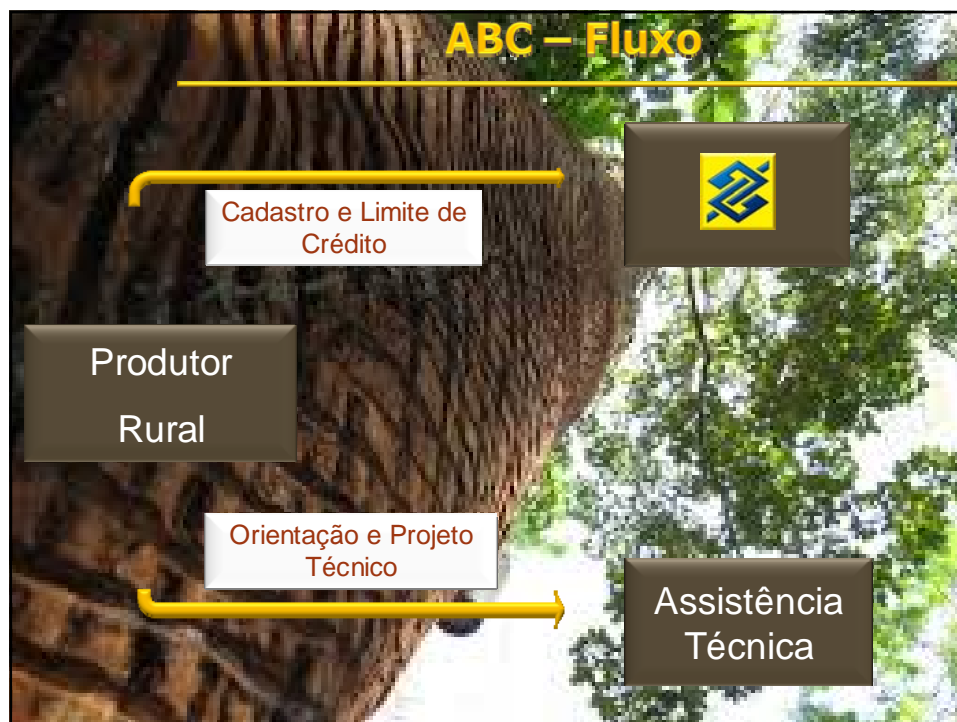 ABC – Fluxo
Cadastro e Limite de
Crédito
Produtor
Rural
Orientação e Projeto
Técnico
Assistência
Técnica